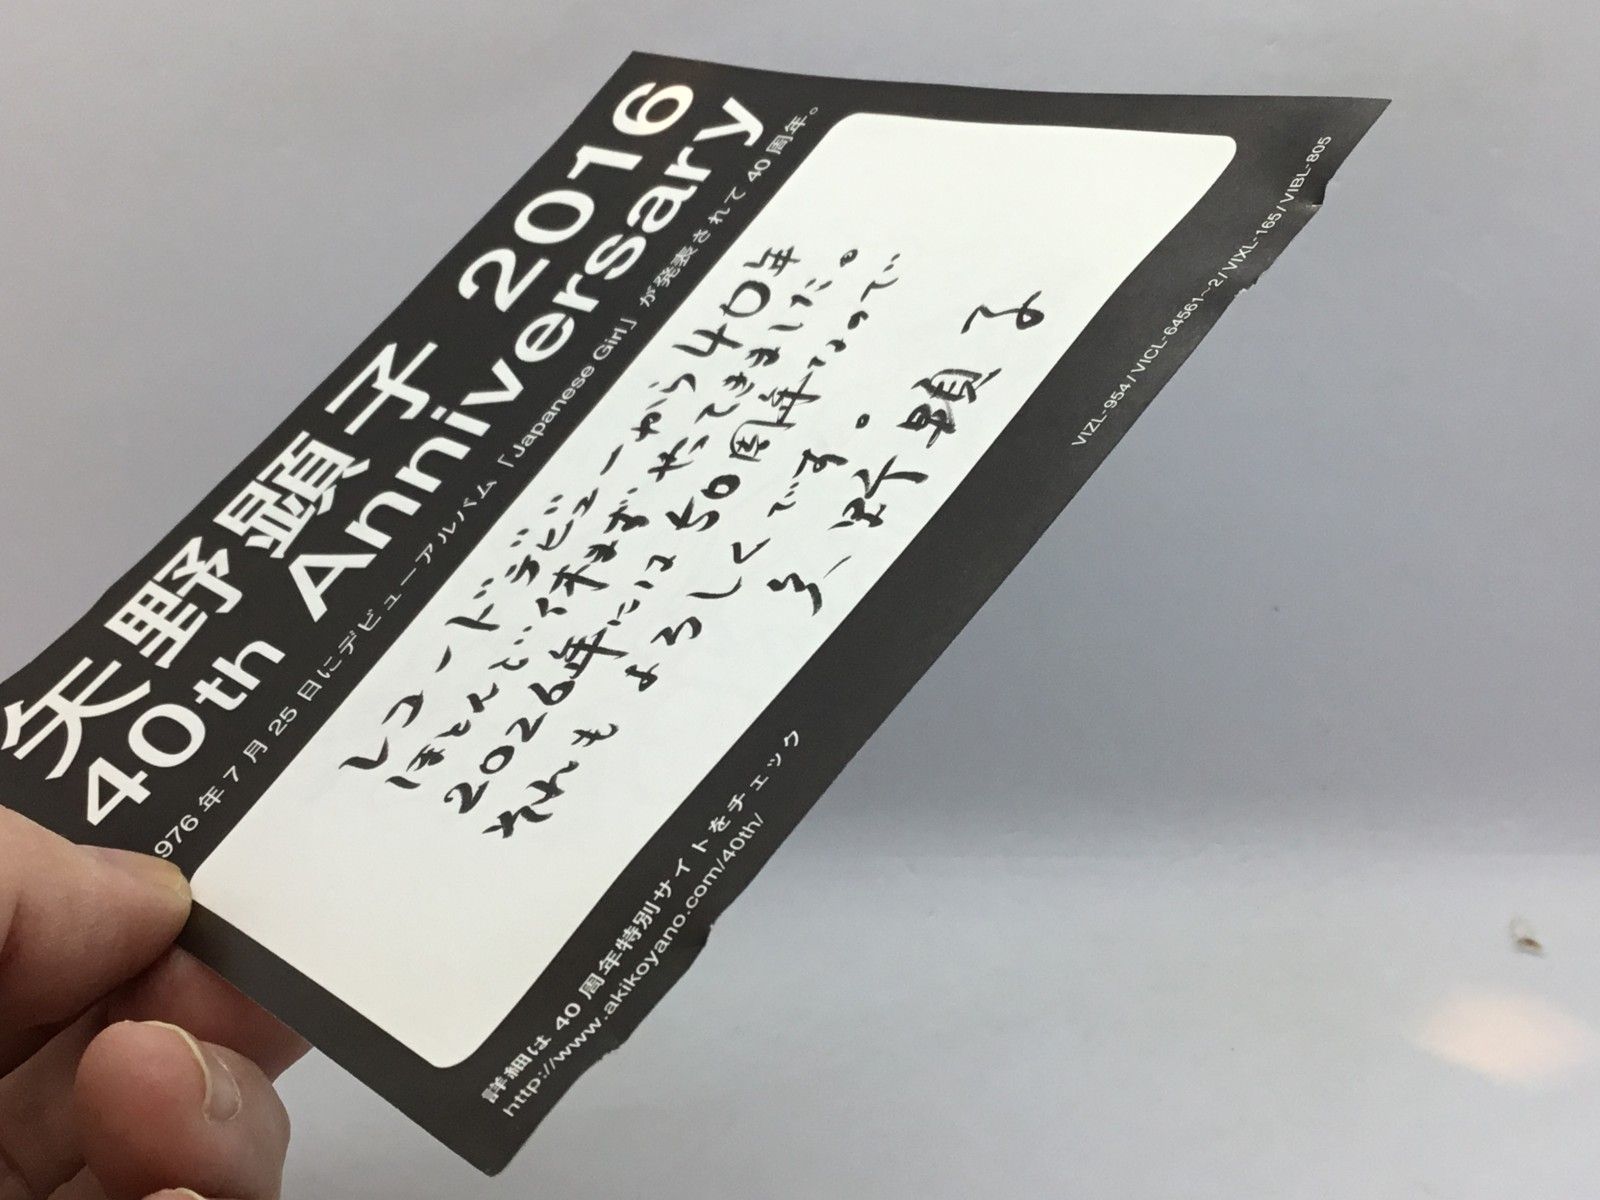 矢野顕子 2016
40th Anniversary
976年7月25日にデビューアルバム「Japanese Girl」が発表されて40周年。
レコードデビューから40年
ほとんど休まず、やってきました。
2026年には50周年なので
それもよろしくです。
矢野顕子
詳細は40周年特別サイトをチェック
http://www.akikoyano.com/40th/
VIZL-954 / VICL-64561~2 / VIXL-165 / VIBL-805